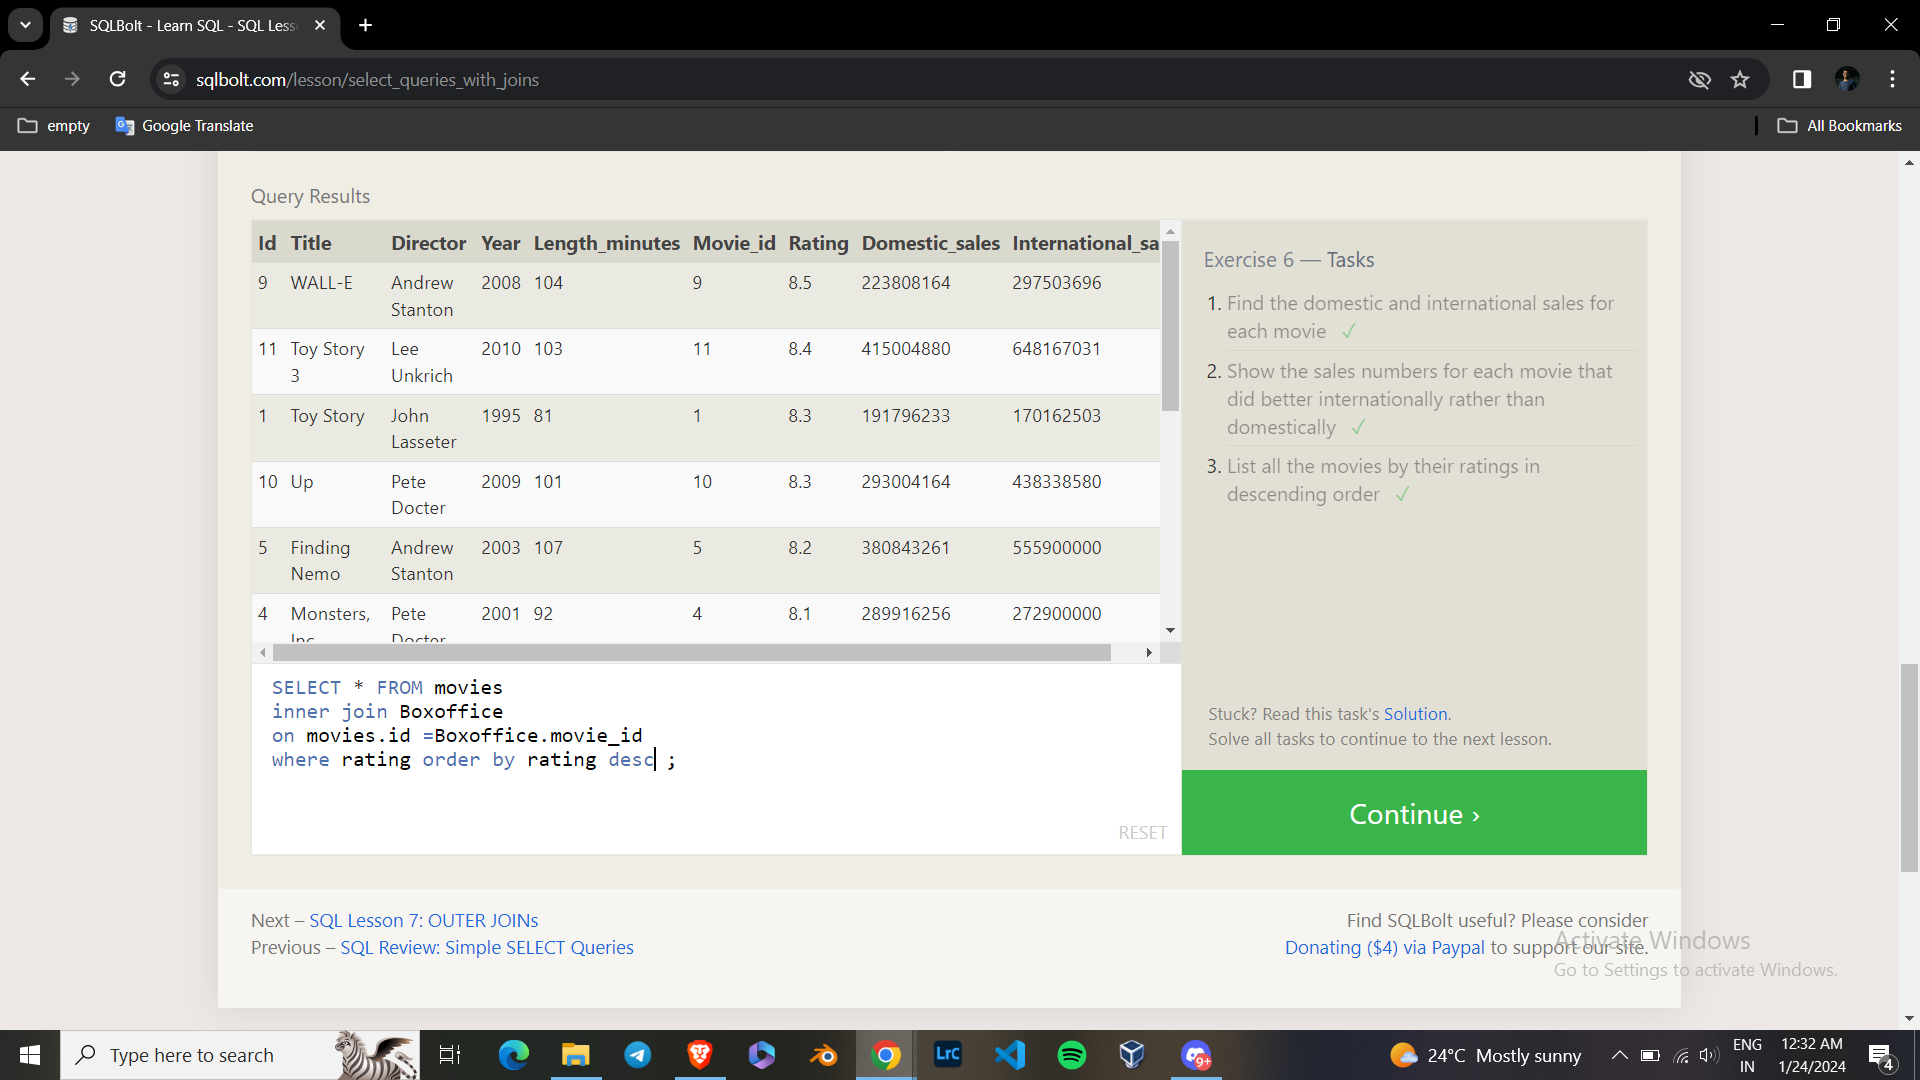 SQLBolt - Learn SQL - SQL Less
sqlbolt.com/lesson/select_queries_with_joins
empty
Google Translate
All Bookmarks
Query Results
Id Title Director Year Length_minutes Movie_id Rating Domestic_sales International_sa
9 WALL-E Andrew Stanton 2008 104 9 8.5 223808164 297503696
11 Toy Story 3 Lee Unkrich 2010 103 11 8.4 415004880 648167031
1 Toy Story John Lasseter 1995 81 1 8.3 191796233 170162503
10 Up Pete Docter 2009 101 10 8.3 293004164 438338580
5 Finding Nemo Andrew Stanton 2003 107 5 8.2 380843261 555900000
4 Monsters, Inc Pete Docter 2001 92 4 8.1 289916256 272900000
SELECT * FROM movies
inner join Boxoffice
on movies.id =Boxoffice.movie_id
where rating order by rating desc ;
RESET
Exercise 6 — Tasks
1. Find the domestic and international sales for
each movie ✓
2. Show the sales numbers for each movie that
did better internationally rather than
domestically ✓
3. List all the movies by their ratings in
descending order ✓
Stuck? Read this task's Solution.
Solve all tasks to continue to the next lesson.
Continue ›
Next – SQL Lesson 7: OUTER JOINs
Previous – SQL Review: Simple SELECT Queries
Find SQLBolt useful? Please consider
Donating ($4) via Paypal to support our site.
Activate Windows
Go to Settings to activate Windows.
Type here to search
LrC
9+
24°C Mostly sunny
ENG
IN
12:32 AM
1/24/2024
4